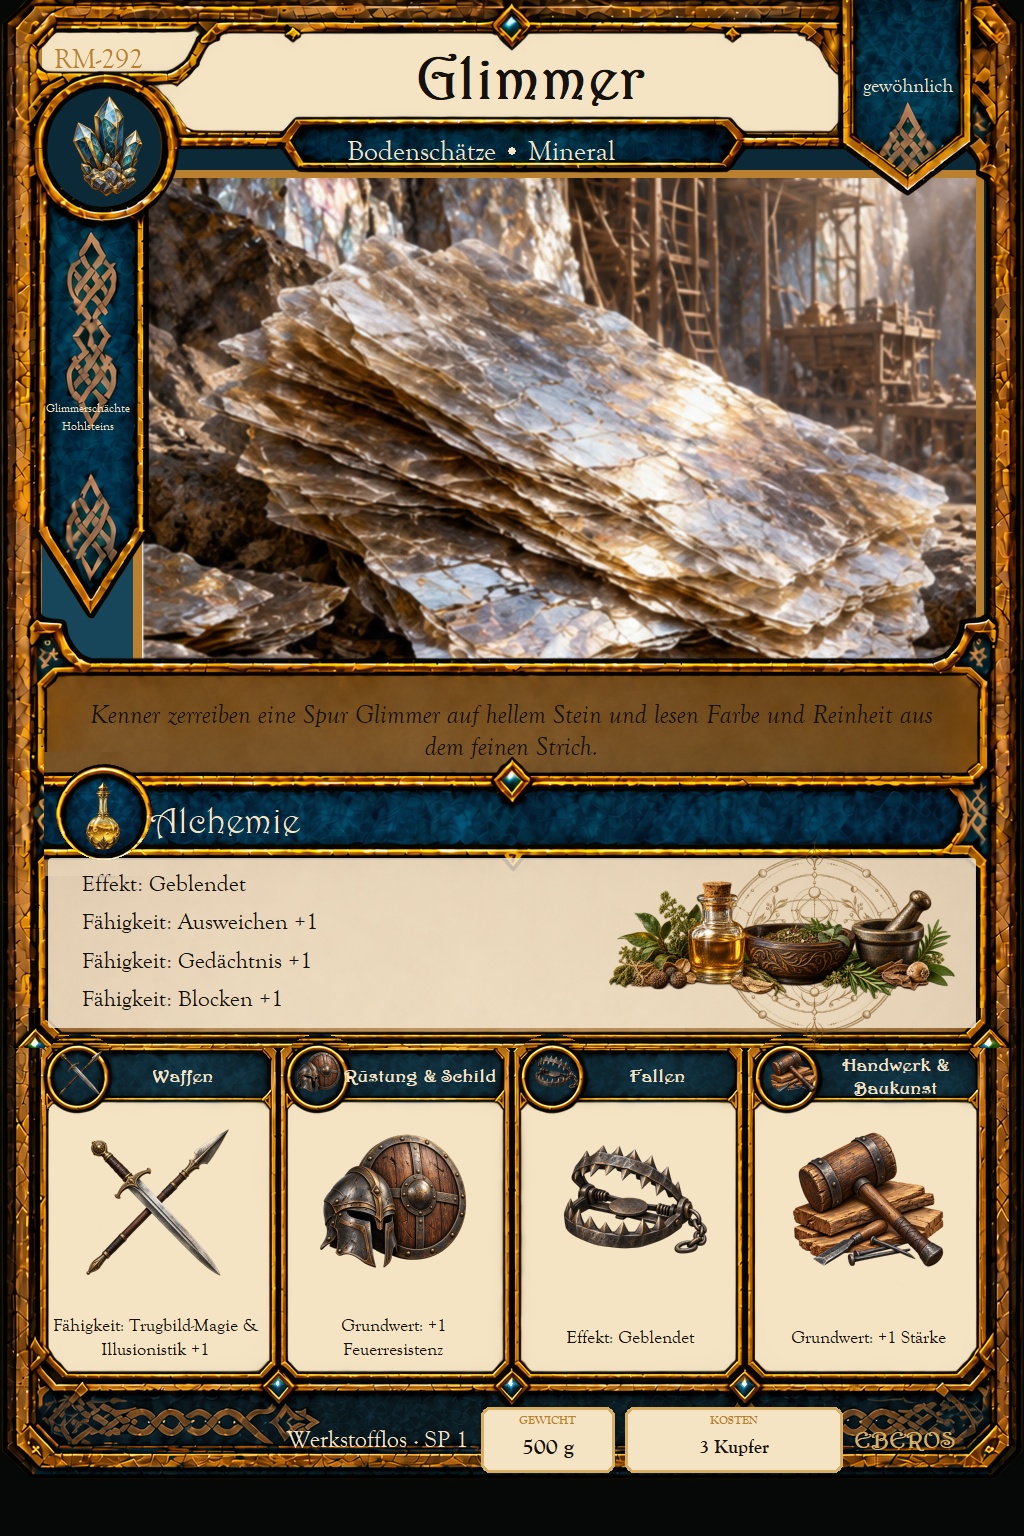 RM-292
Glimmer
gewöhnlich
Bodenschätze • Mineral
Glimmerschächte
Hohlsteins
Kenner zerreiben eine Spur Glimmer auf hellem Stein und lesen Farbe und Reinheit aus
dem feinen Strich.
Alchemie
Effekt: Geblendet
Fähigkeit: Ausweichen +1
Fähigkeit: Gedächtnis +1
Fähigkeit: Blocken +1
Waffen
Rüstung & Schild
Fallen
Handwerk &
Baukunst
Fähigkeit: Trugbild-Magie &
Illusionistik +1
Grundwert: +1
Feuerresistenz
Effekt: Geblendet
Grundwert: +1 Stärke
Werkstofflos · SP 1
GEWICHT
500 g
KOSTEN
3 Kupfer
EBEROS